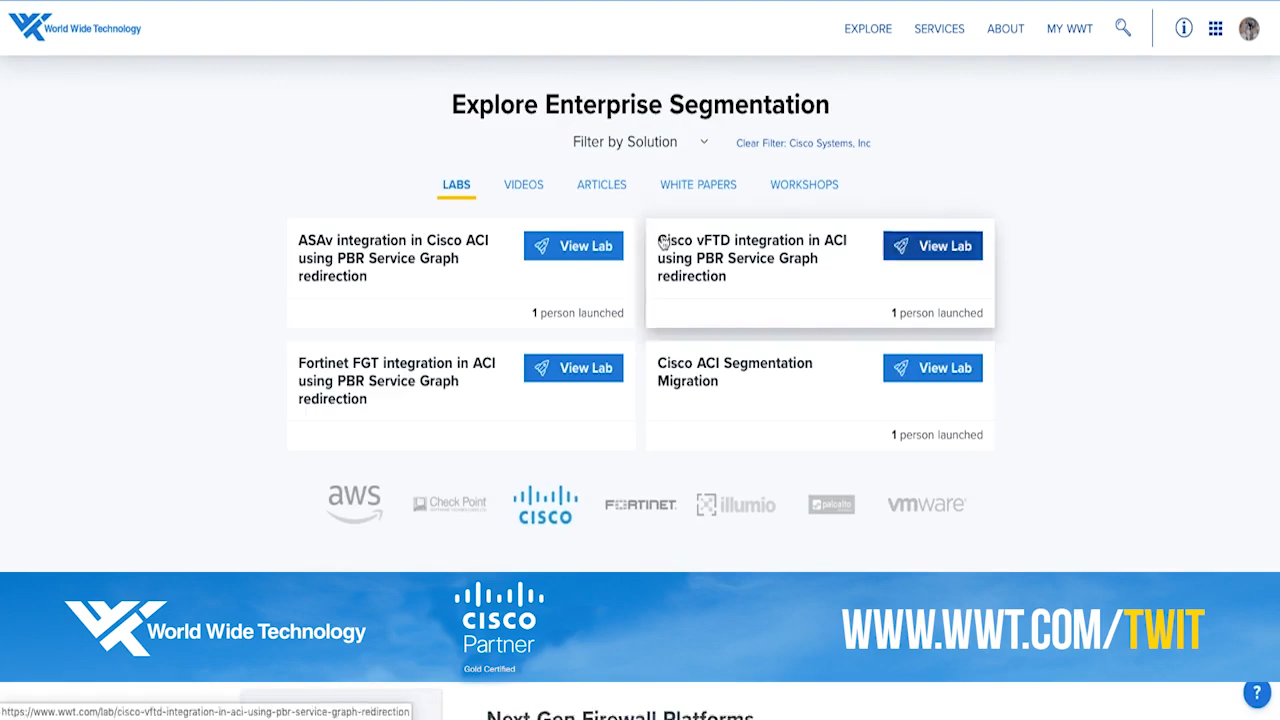 World Wide Technology
EXPLORE SERVICES ABOUT MY WWT
Explore Enterprise Segmentation
Filter by Solution Clear Filter: Cisco Systems, Inc
LABS VIDEOS ARTICLES WHITE PAPERS WORKSHOPS
ASAv integration in Cisco ACI
using PBR Service Graph
redirection
View Lab
1 person launched
Cisco vFTD integration in ACI
using PBR Service Graph
redirection
View Lab
1 person launched
Fortinet FGT integration in ACI
using PBR Service Graph
redirection
View Lab
Cisco ACI Segmentation
Migration
View Lab
1 person launched
aws Check Point CISCO FORTINET illumio paloalto vmware
World Wide Technology
CISCO
Partner
Gold Certified
WWW.WWT.COM/TWIT
?
https://www.wwt.com/lab/cisco-vftd-integration-in-aci-using-pbr-service-graph-redirection
Next Gen Firewall Platforms